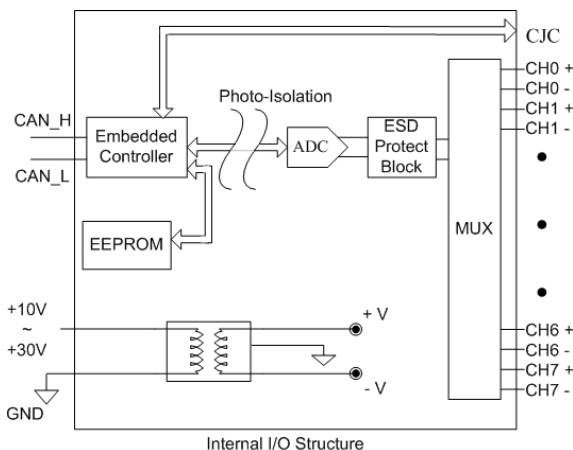 CJC
CH0 +
CH0 -
CH1 +
CH1 -
Photo-Isolation
CAN_H
CAN_L
Embedded
Controller
ADC
ESD
Protect
Block
MUX
EEPROM
+10V
~
+30V
GND
+ V
- V
CH6 +
CH6 -
CH7 +
CH7 -
Internal I/O Structure